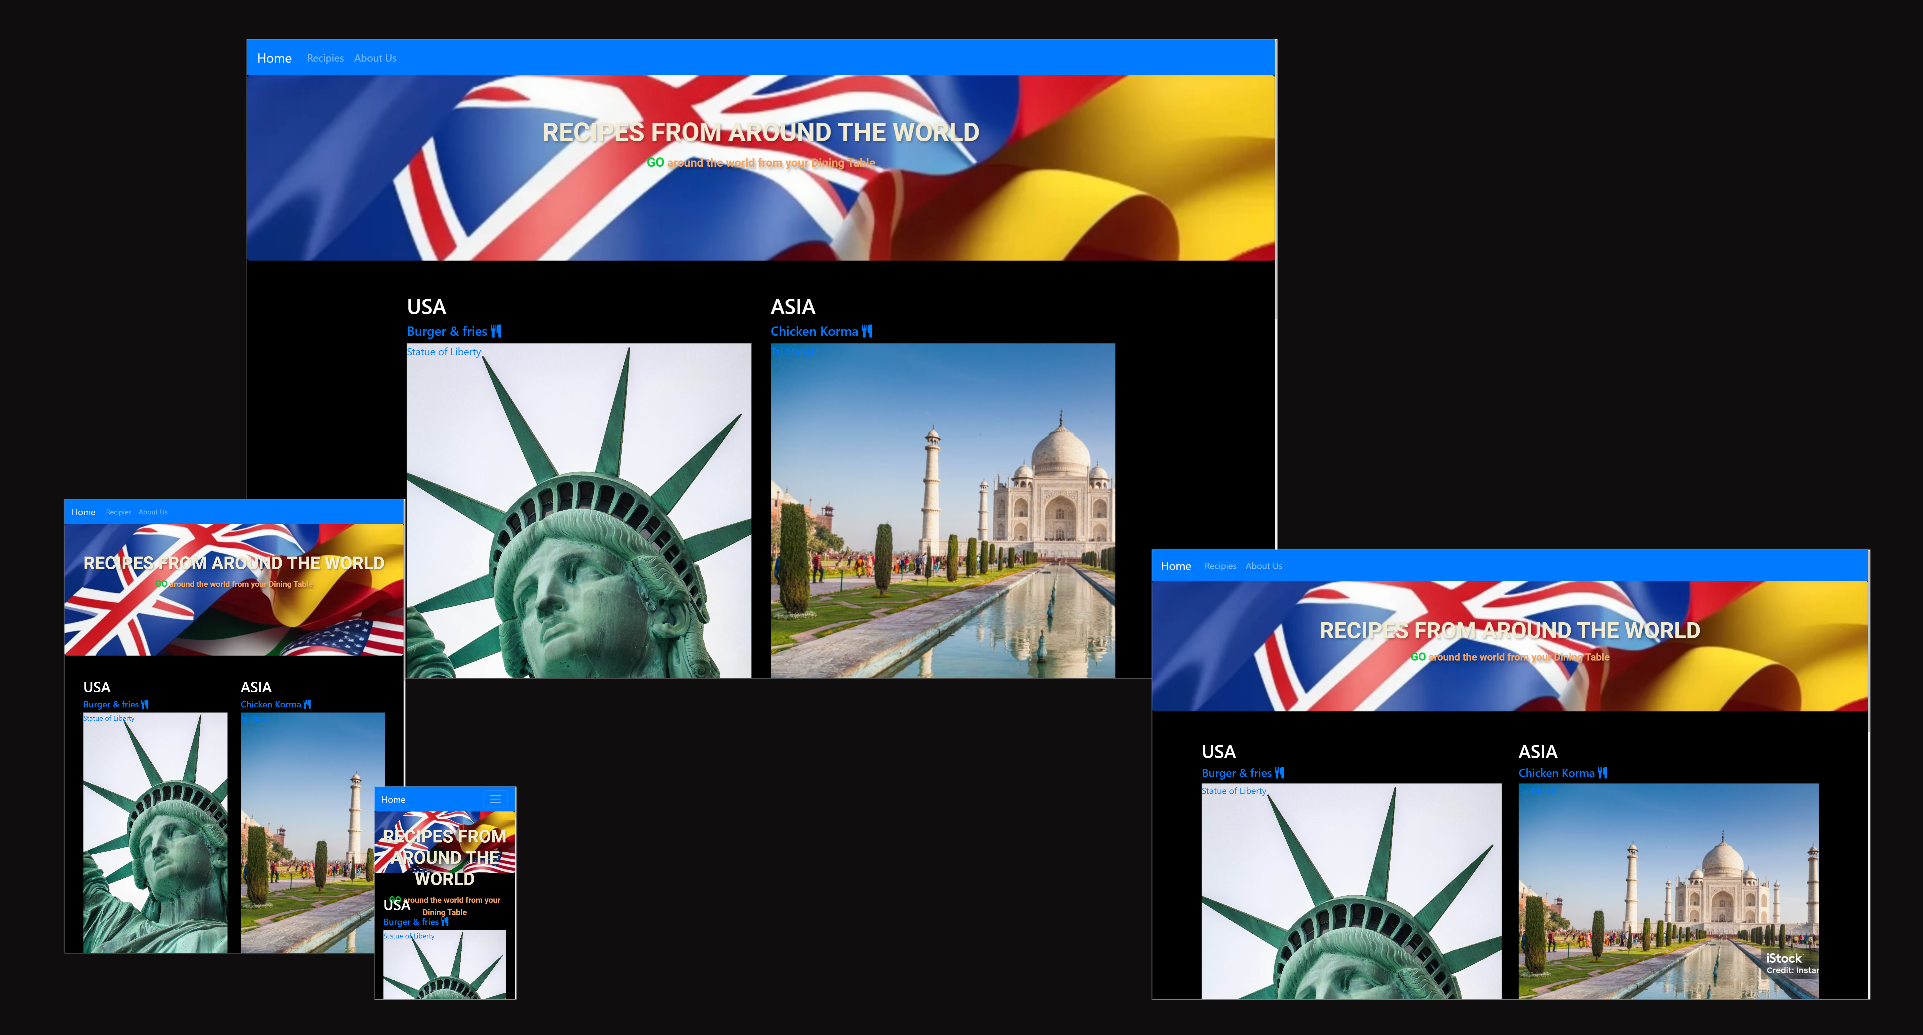 Home Recipies About Us
RECIPES FROM AROUND THE WORLD
GO around the world from your Dining Table
USA
Burger & fries
Statue of Liberty
ASIA
Chicken Korma
Home Recipies About Us
RECIPES FROM AROUND THE WORLD
GO around the world from your Dining Table
USA
Burger & fries
Statue of Liberty
ASIA
Chicken Korma
Home
RECIPES FROM
AROUND THE
WORLD
GO around the world from your
Dining Table
USA
Burger & fries
Statue of Liberty
Home Recipies About Us
RECIPES FROM AROUND THE WORLD
GO around the world from your Dining Table
USA
Burger & fries
Statue of Liberty
ASIA
Chicken Korma
iStock
Credit: Instar